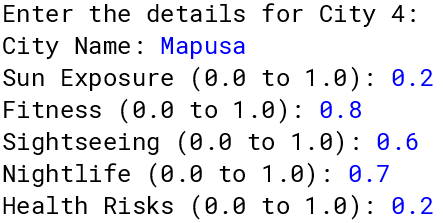 Enter the details for City 4:
City Name: Mapusa
Sun Exposure (0.0 to 1.0): 0.2
Fitness (0.0 to 1.0): 0.8
Sightseeing (0.0 to 1.0): 0.6
Nightlife (0.0 to 1.0): 0.7
Health Risks (0.0 to 1.0): 0.2